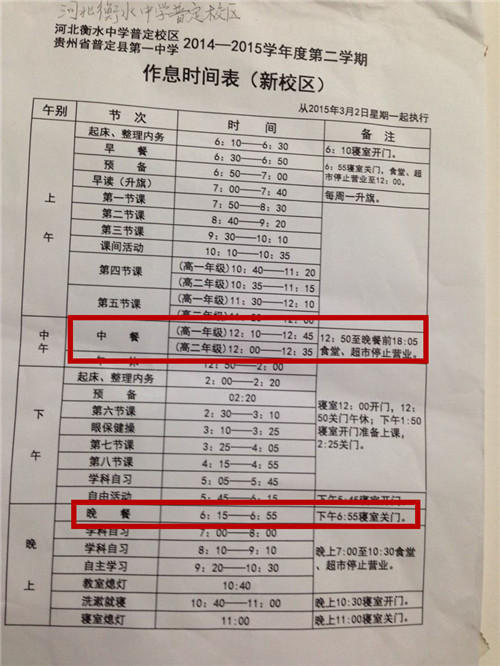 河北衡水中学普定校区
河北衡水中学普定校区
贵州省普定县第一中学 2014—2015学年度第二学期
作息时间表（新校区）
从2015年3月2日星期一起执行
午别 节 次 时 间 备 注
上午
起床、整理内务 6：10——6：30 6：10寝室开门。
早 餐 6：30——6：50
预 备 6：50——7：00 6：55寝室关门，食堂、超市停止营业至12：00。
早读（升旗） 7：00——7：40 每周一升旗。
第一节课 7：50——8：30
第二节课 8：40——9：20
第三节课 9：30——10：10
课间活动 10：10——10：35
第四节课 (高一年级)10：40——11：20
(高二年级)10：35——11：15
第五节课 (高一年级)11：30——12：10
中午
中 餐 (高一年级)12：10——12：45 12：50至晚餐前18:05
(高二年级)12：00——12：35 食堂、超市停止营业。
12：50——2：00
下午
起床、整理内务 2：00——2：20
预 备 02:20
第六节课 2：30——3：10 寝室12：00开门，12：
眼保健操 3：10——3：25 50关门午休；下午1:50
第七节课 3：25——4：05 寝室开门准备上课，
第八节课 4：15——4：55 2:25关门。
学科自习 5：05——5：45
自由活动 5：45——6：15 下午5:45寝室开门
晚上
晚 餐 6：15——6：55 下午6:55寝室关门。
学科自习 7：00——8：00
学科自习 8：10——9：10 晚上7:00至10:30食堂
自主学习 9：20——10：30 、超市停止营业。
教室熄灯 10:40
洗漱就寝 10：40——11：00 晚上10:30寝室开门。
寝室熄灯 11:00 晚上11:00寝室关门。